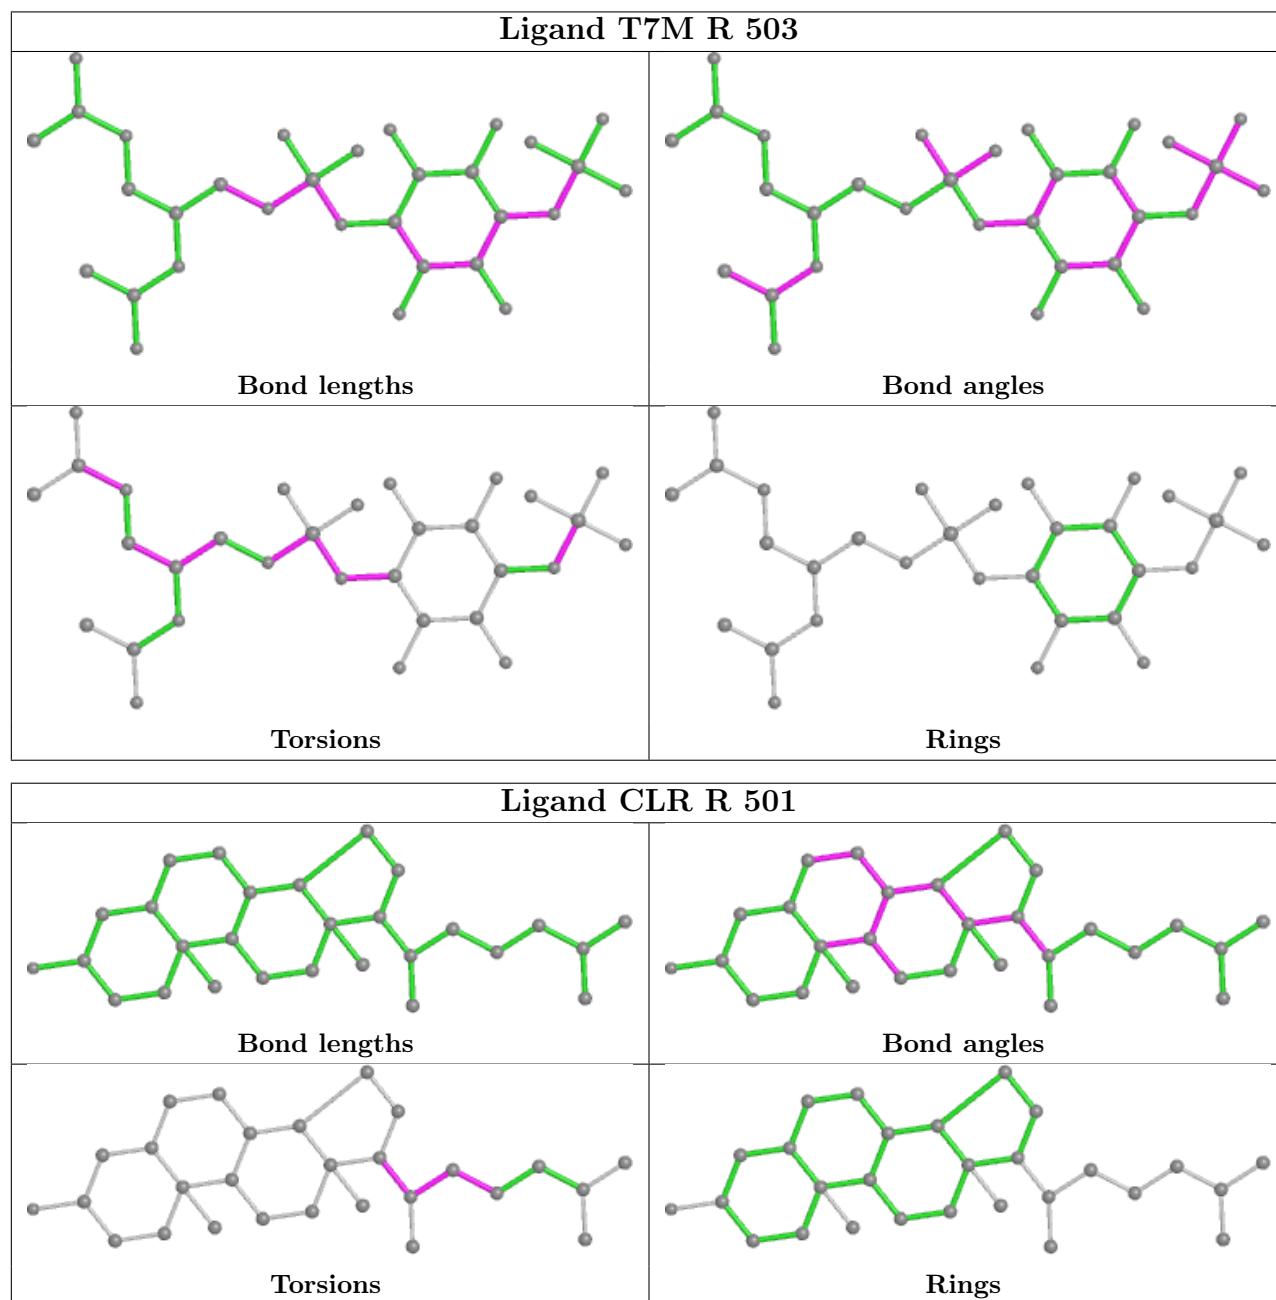 Ligand T7M R 503
Bond lengths
Bond angles
Torsions
Rings
Ligand CLR R 501
Bond lengths
Bond angles
Torsions
Rings